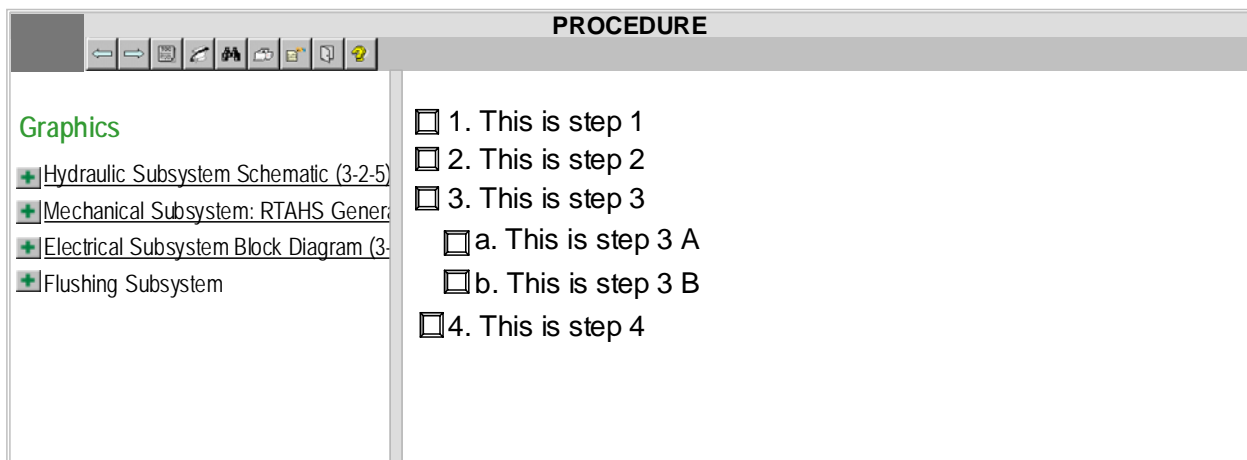 PROCEDURE
Graphics
Hydraulic Subsystem Schematic (3-2-5)
Mechanical Subsystem: RTAHS Genera
Electrical Subsystem Block Diagram (3-
Flushing Subsystem
1. This is step 1
2. This is step 2
3. This is step 3
a. This is step 3 A
b. This is step 3 B
4. This is step 4